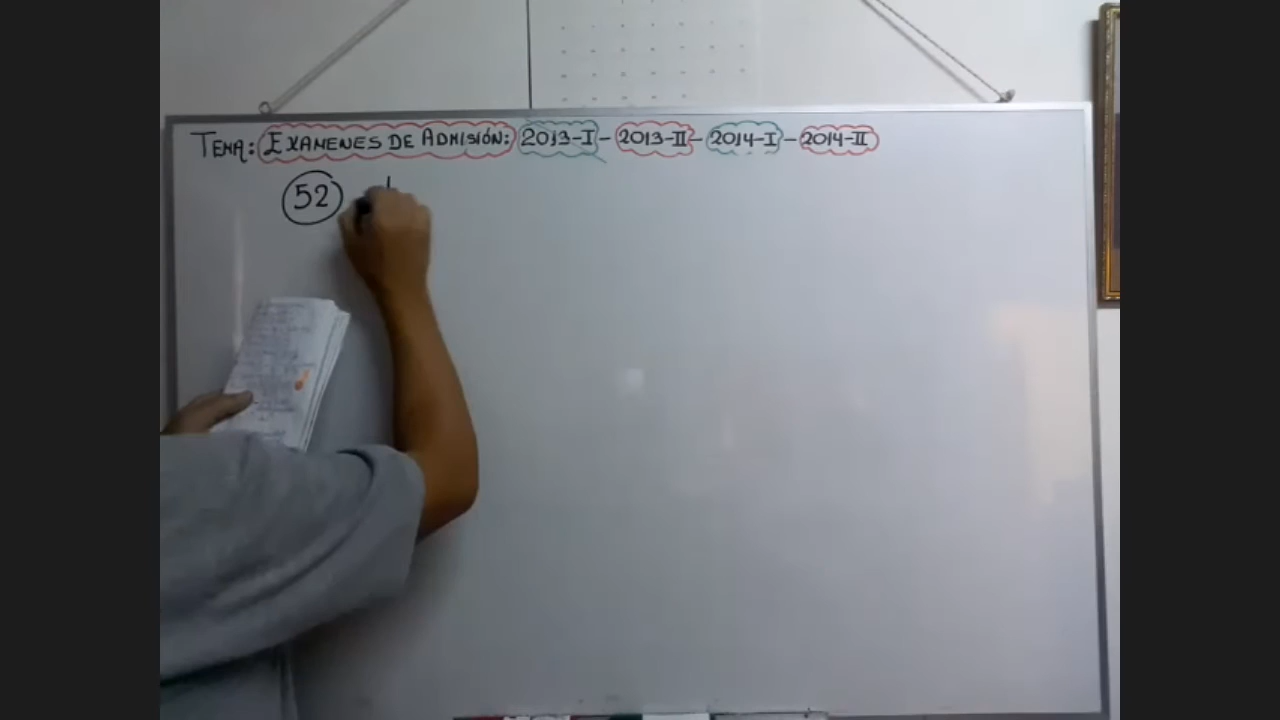 TEMA: EXAMENES DE ADMISIÓN: 2013-I - 2013-II - 2014-I - 2014-II
52